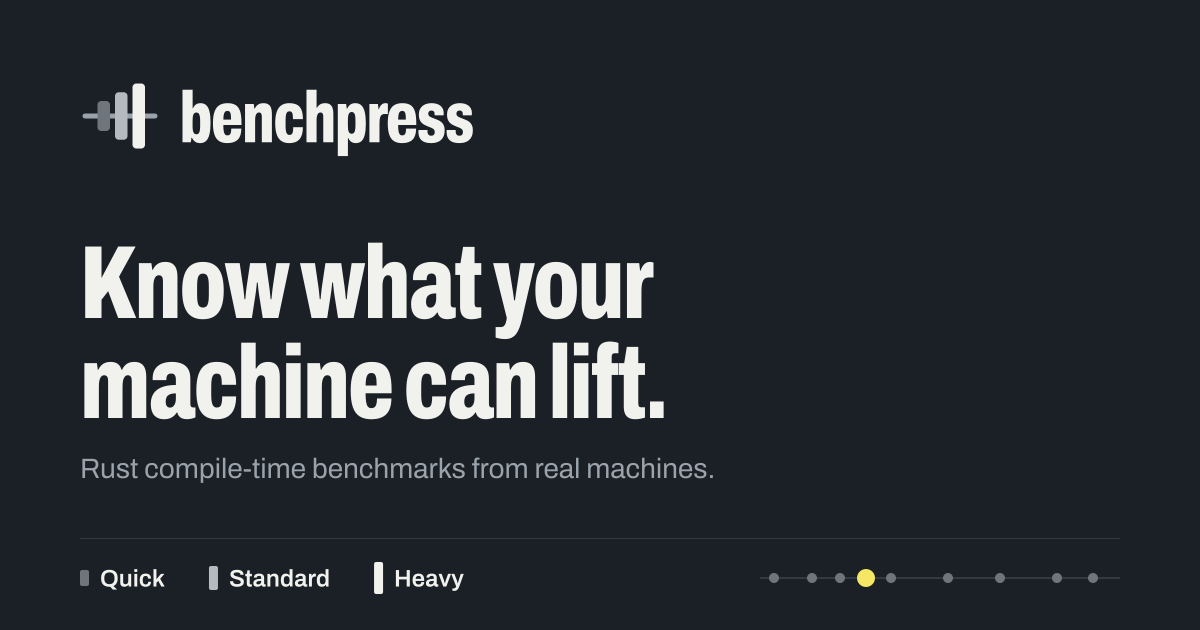 benchpress
Know what your
machine can lift.
Rust compile-time benchmarks from real machines.
Quick Standard Heavy